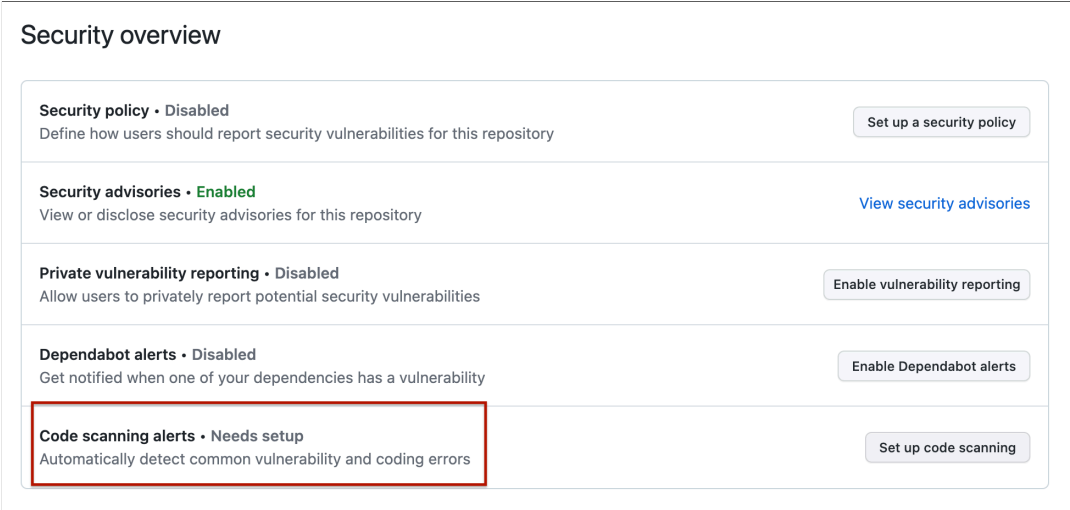 Security overview
Security policy • Disabled
Define how users should report security vulnerabilities for this repository
Set up a security policy
Security advisories • Enabled
View or disclose security advisories for this repository
View security advisories
Private vulnerability reporting • Disabled
Allow users to privately report potential security vulnerabilities
Enable vulnerability reporting
Dependabot alerts • Disabled
Get notified when one of your dependencies has a vulnerability
Enable Dependabot alerts
Code scanning alerts • Needs setup
Automatically detect common vulnerability and coding errors
Set up code scanning